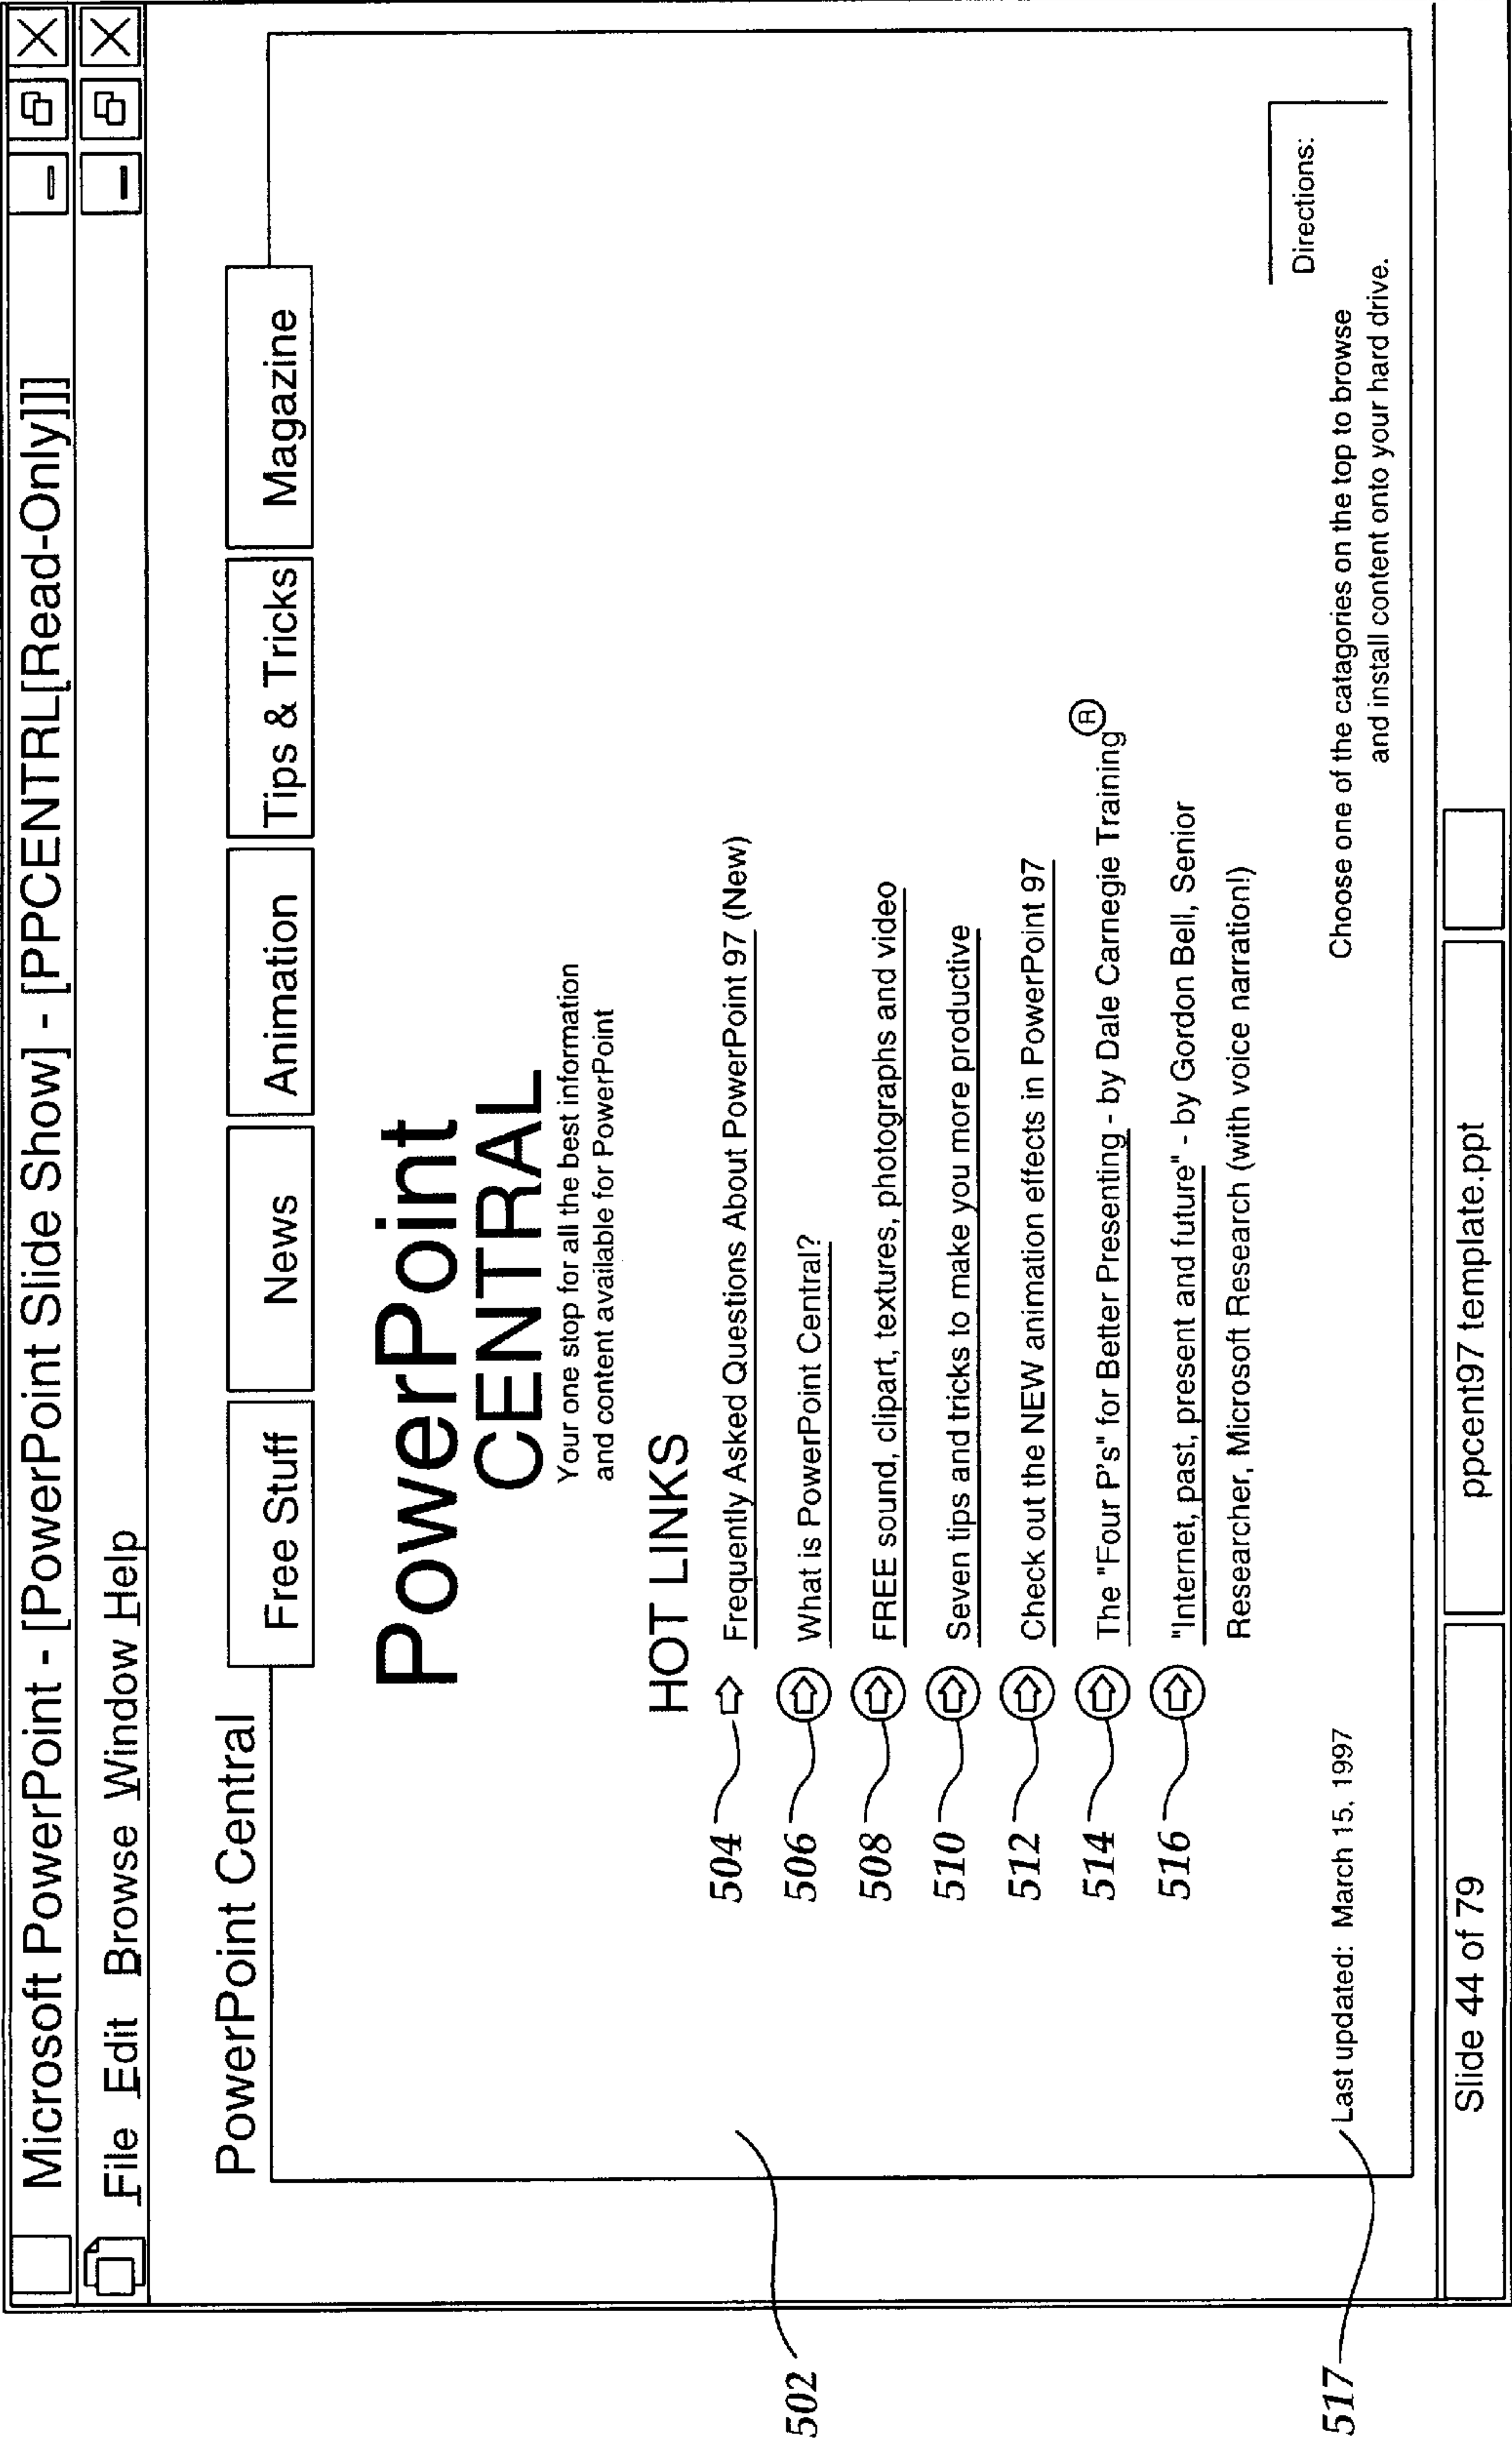 Microsoft PowerPoint - [PowerPoint Slide Show] - [PPCENTRL[Read-Only]]]
File Edit Browse Window Help
PowerPoint Central
Free Stuff
News
Animation
Tips & Tricks
Magazine
PowerPoint
CENTRAL
Your one stop for all the best information
and content available for PowerPoint
HOT LINKS
504 Frequently Asked Questions About PowerPoint 97 (New)
506 What is PowerPoint Central?
508 FREE sound, clipart, textures, photographs and video
510 Seven tips and tricks to make you more productive
512 Check out the NEW animation effects in PowerPoint 97
514 The "Four P's" for Better Presenting - by Dale Carnegie Training ®
516 "Internet, past, present and future" - by Gordon Bell, Senior
Researcher, Microsoft Research (with voice narration!)
502
Directions:
Choose one of the catagories on the top to browse
and install content onto your hard drive.
517 Last updated: March 15, 1997
Slide 44 of 79
ppcent97 template.ppt